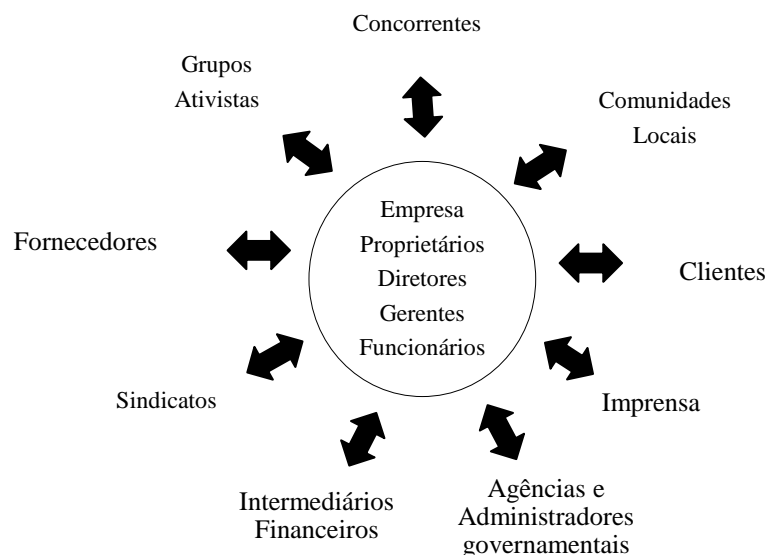 Concorrentes
Grupos
Ativistas
Comunidades
Locais
Empresa
Proprietários
Diretores
Gerentes
Funcionários
Fornecedores
Clientes
Sindicatos
Imprensa
Intermediários
Financeiros
Agências e
Administradores
governamentais